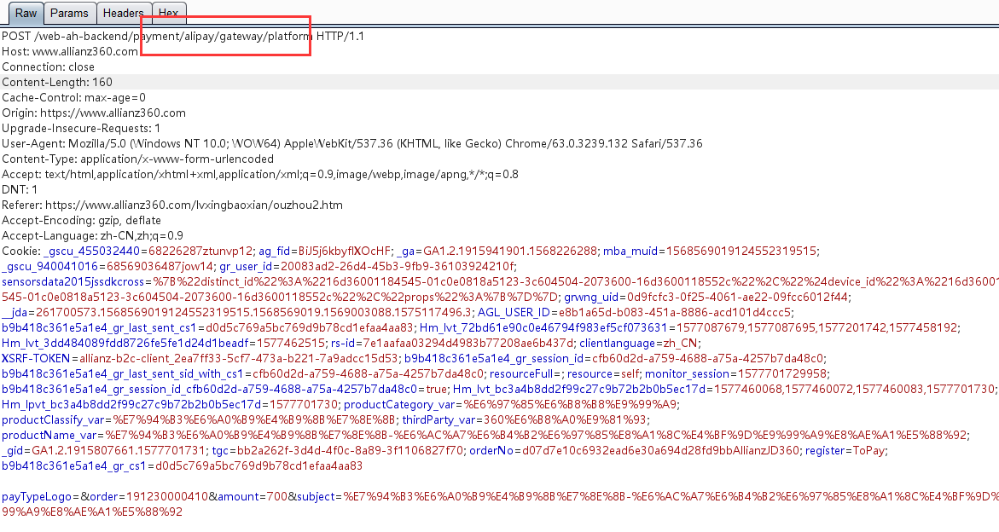 Raw Params Headers Hex
POST /web-ah-backend/payment/alipay/gateway/platform HTTP/1.1
Host: www.allianz360.com
Connection: close
Content-Length: 160
Cache-Control: max-age=0
Origin: https://www.allianz360.com
Upgrade-Insecure-Requests: 1
User-Agent: Mozilla/5.0 (Windows NT 10.0; WOW64) AppleWebKit/537.36 (KHTML, like Gecko) Chrome/63.0.3239.132 Safari/537.36
Content-Type: application/x-www-form-urlencoded
Accept: text/html,application/xhtml+xml,application/xml;q=0.9,image/webp,image/apng,*/*;q=0.8
DNT: 1
Referer: https://www.allianz360.com/lvxingbaoxian/ouzhou2.htm
Accept-Encoding: gzip, deflate
Accept-Language: zh-CN,zh;q=0.9
Cookie: _gscu_455032440=68226287ztunvp12; ag_fid=BiJ5j6kbyflXOcHF; _ga=GA1.2.1915941901.1568226288; mba_muid=1568569019124552319515;
_gscu_940041016=68569036487jow14; gr_user_id=20083ad2-26d4-45b3-9fb9-36103924210f;
sensorsdata2015jssdkcross=%7B%22distinct_id%22%3A%2216d36001184545-01c0e0818a5123-3c604504-2073600-16d3600118552c%22%2C%22%24device_id%22%3A%2216d36001
545-01c0e0818a5123-3c604504-2073600-16d3600118552c%22%2C%22props%22%3A%7B%7D%7D; grwng_uid=0d9fcfc3-0f25-4061-ae22-09fcc6012f44;
__jda=261700573.1568569019124552319515.1568569019.1569003088.1575117496.3; AGL_USER_ID=e8b1a65d-b083-451a-8886-acd101d4ccc5;
b9b418c361e5a1e4_gr_last_sent_cs1=d0d5c769a5bc769d9b78cd1efaa4aa83; Hm_lvt_72bd61e90c0e46794f983ef5cf073631=1577087679,1577087695,1577201742,1577458192;
Hm_lvt_3dd484089fdd8726fe5fe1d24d1beadf=1577462515; rs-id=7e1aafaa03294d4983b77208ae6b437d; clientlanguage=zh_CN;
XSRF-TOKEN=allianz-b2c-client_2ea7ff33-5cf7-473a-b221-7a9adcc15d53; b9b418c361e5a1e4_gr_session_id=cfb60d2d-a759-4688-a75a-4257b7da48c0;
b9b418c361e5a1e4_gr_last_sent_sid_with_cs1=cfb60d2d-a759-4688-a75a-4257b7da48c0; resourceFull=; resource=self; monitor_session=1577701729958;
b9b418c361e5a1e4_gr_session_id_cfb60d2d-a759-4688-a75a-4257b7da48c0=true; Hm_lvt_bc3a4b8dd2f99c27c9b72b2b0b5ec17d=1577460068,1577460072,1577460083,1577701730;
Hm_lpvt_bc3a4b8dd2f99c27c9b72b2b0b5ec17d=1577701730; productCategory_var=%E6%97%85%E6%B8%B8%E9%99%A9;
productClassify_var=%E7%94%B3%E6%A0%B9%E4%B9%8B%E7%8E%8B; thirdParty_var=360%E6%B8%A0%E9%81%93;
productName_var=%E7%94%B3%E6%A0%B9%E4%B9%8B%E7%8E%8B-%E6%AC%A7%E6%B4%B2%E6%97%85%E8%A1%8C%E4%BF%9D%E9%99%A9%E8%AE%A1%E5%88%92;
_gid=GA1.2.1915807661.1577701731; tgc=bb2a262f-3d4d-4f0c-8a89-3f1106827f70; orderNo=d07d7e10c6932ead6e30a694d28fd9bbAllianzJD360; register=ToPay;
b9b418c361e5a1e4_gr_cs1=d0d5c769a5bc769d9b78cd1efaa4aa83
payTypeLogo=&order=191230000410&amount=700&subject=%E7%94%B3%E6%A0%B9%E4%B9%8B%E7%8E%8B-%E6%AC%A7%E6%B4%B2%E6%97%85%E8%A1%8C%E4%BF%9D%
99%A9%E8%AE%A1%E5%88%92